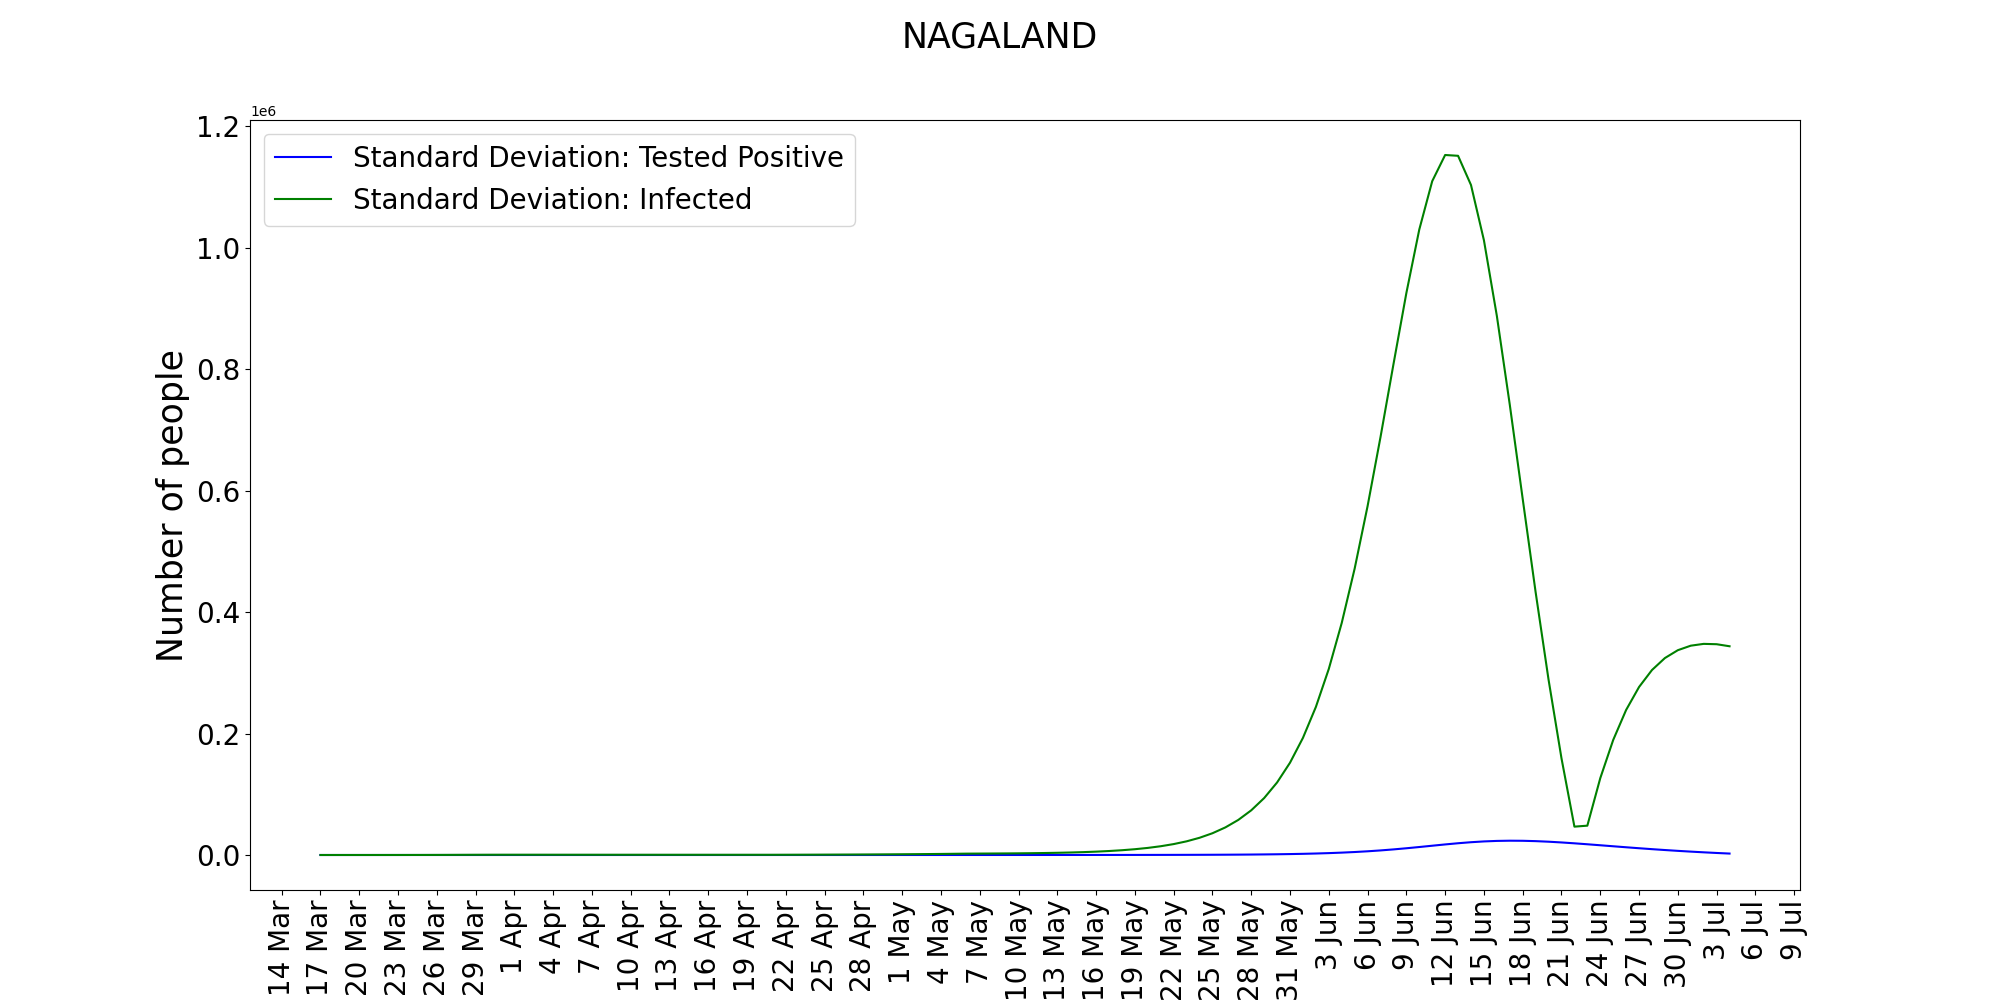 NAGALAND
1e6
1.2
1.0
0.8
0.6
0.4
0.2
0.0
Number of people
Standard Deviation: Tested Positive
Standard Deviation: Infected
14 Mar
17 Mar
20 Mar
23 Mar
26 Mar
29 Mar
1 Apr
4 Apr
7 Apr
10 Apr
13 Apr
16 Apr
19 Apr
22 Apr
25 Apr
28 Apr
1 May
4 May
7 May
10 May
13 May
16 May
19 May
22 May
25 May
28 May
31 May
3 Jun
6 Jun
9 Jun
12 Jun
15 Jun
18 Jun
21 Jun
24 Jun
27 Jun
30 Jun
3 Jul
6 Jul
9 Jul